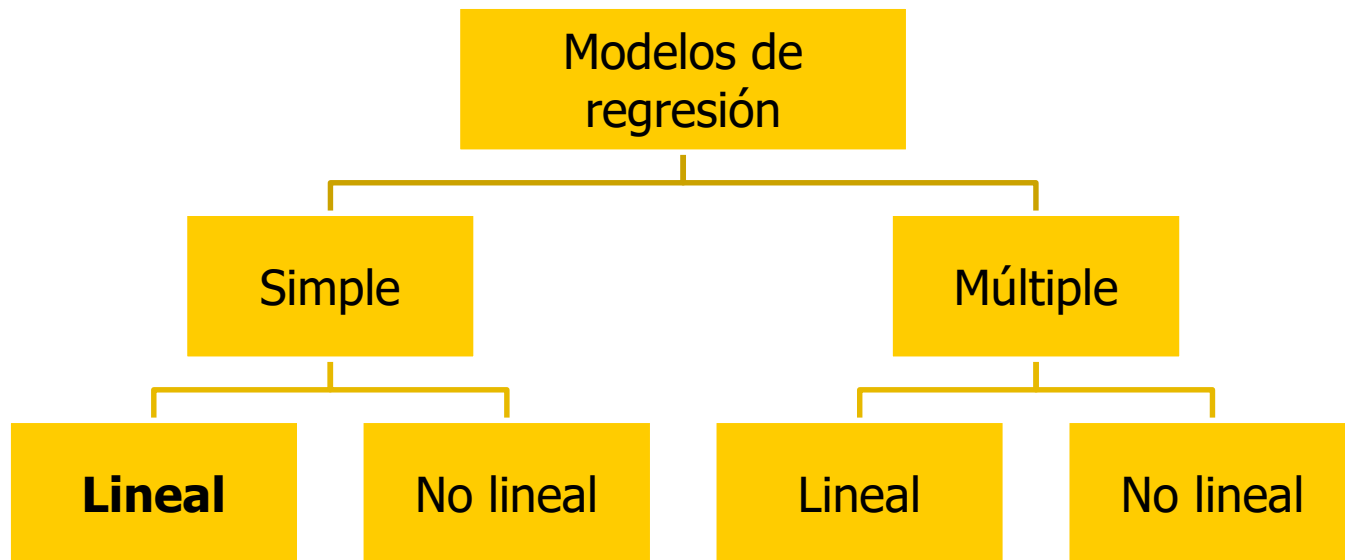 Modelos de
regresión
Simple
Múltiple
Lineal
No lineal
Lineal
No lineal